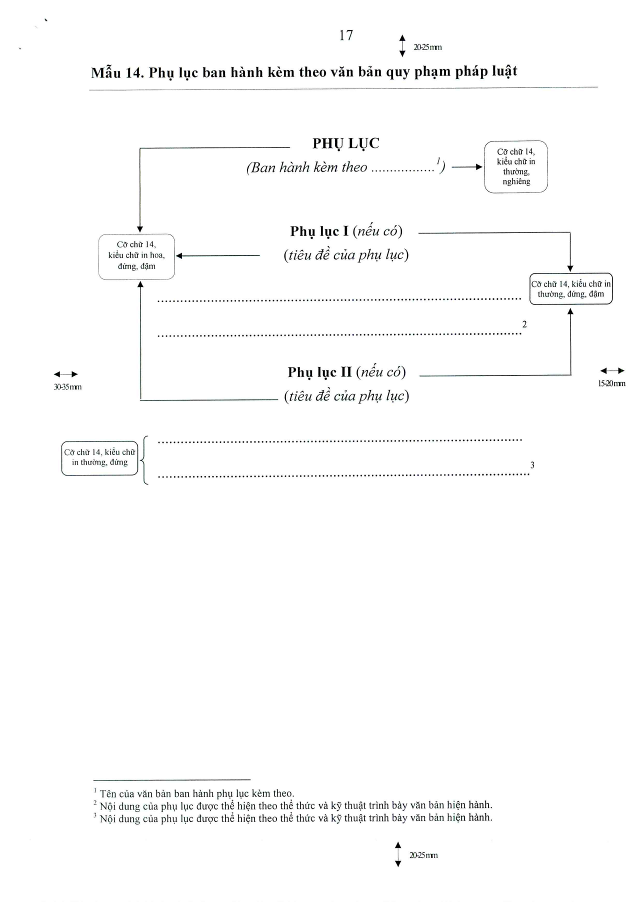 17
20-25mm
Mẫu 14. Phụ lục ban hành kèm theo văn bản quy phạm pháp luật
PHỤ LỤC
(Ban hành kèm theo .................1)
Cỡ chữ 14,
kiểu chữ in
thường,
nghiêng
Phụ lục I (nếu có)
(tiêu đề của phụ lục)
Cỡ chữ 14,
kiểu chữ in hoa,
đứng, đậm
Cỡ chữ 14, kiểu chữ in
thường, đứng, đậm
........................................................................................
........................................................................................2
Phụ lục II (nếu có)
(tiêu đề của phụ lục)
30-35mm
15-20mm
Cỡ chữ 14, kiểu chữ
in thường, đứng
........................................................................................
..........................................................................................3
1 Tên của văn bản ban hành phụ lục kèm theo.
2 Nội dung của phụ lục được thể hiện theo thể thức và kỹ thuật trình bày văn bản hiện hành.
3 Nội dung của phụ lục được thể hiện theo thể thức và kỹ thuật trình bày văn bản hiện hành.
20-25mm